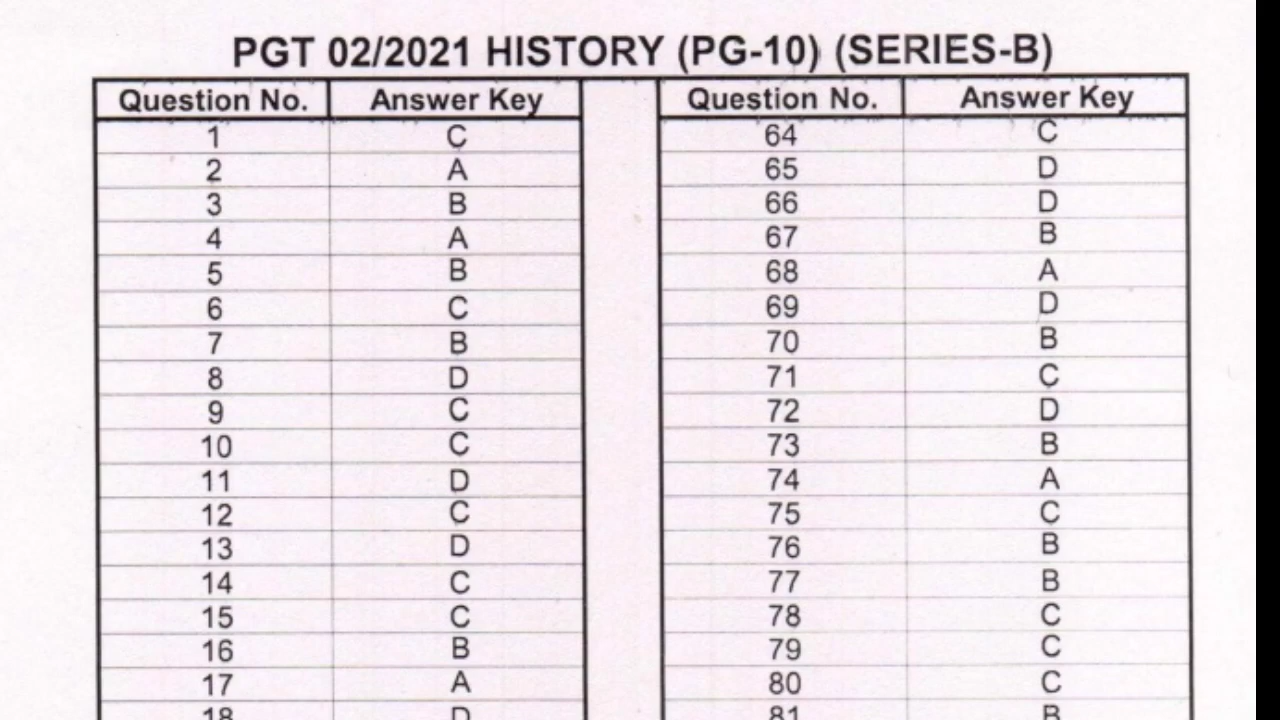 PGT 02/2021 HISTORY (PG-10) (SERIES-B)
Question No. Answer Key Question No. Answer Key
1 C 64 C
2 A 65 D
3 B 66 D
4 A 67 B
5 B 68 A
6 C 69 D
7 B 70 B
8 D 71 C
9 C 72 D
10 C 73 B
11 D 74 A
12 C 75 C
13 D 76 B
14 C 77 B
15 C 78 C
16 B 79 C
17 A 80 C
18 D 81 B